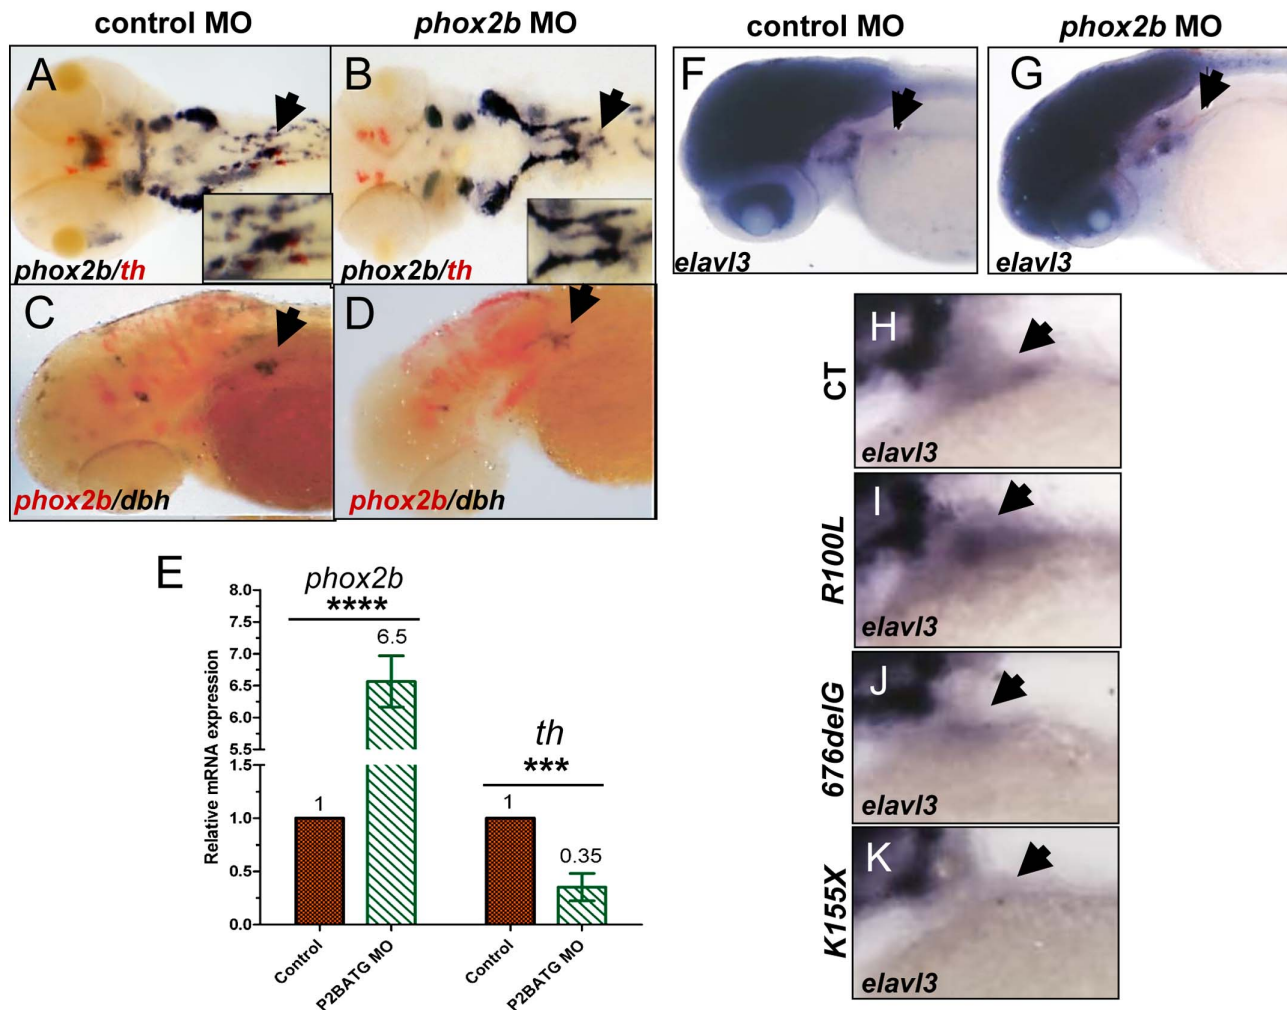 control MO
phox2b MO
control MO
phox2b MO
A
B
phox2b/th
phox2b/th
C
D
phox2b/dbh
phox2b/dbh
F
G
elavl3
elavl3
E
phox2b
****
6.5
1
th
***
1
0.35
Relative mRNA expression
8.0
7.5
7.0
6.5
6.0
5.5
1.5
1.0
0.5
0.0
Control
P2BATG MO
Control
P2BATG MO
H
CT
elavl3
I
R100L
elavl3
J
676delG
elavl3
K
K155X
elavl3